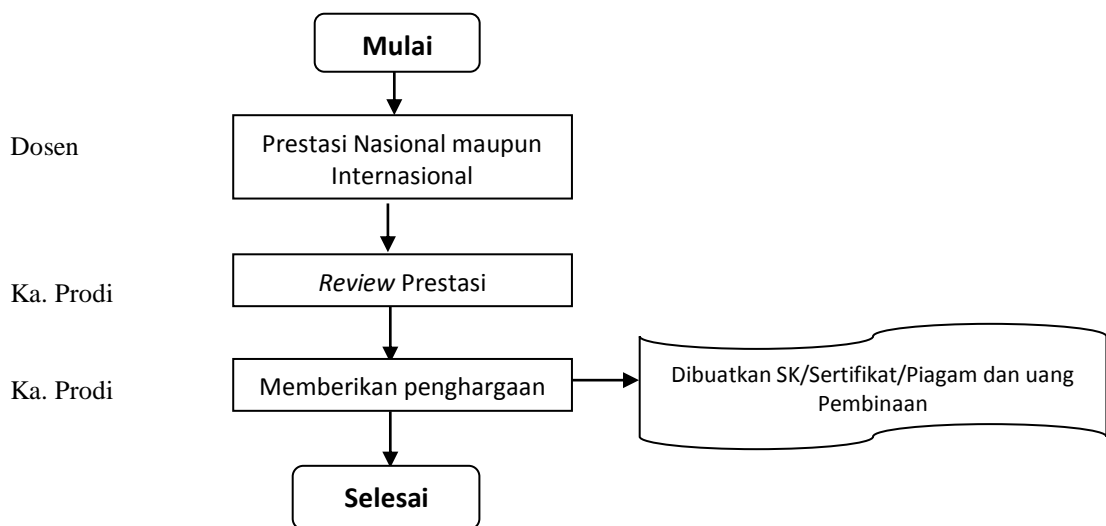 Mulai
Dosen
Prestasi Nasional maupun
Internasional
Ka. Prodi
Review Prestasi
Ka. Prodi
Memberikan penghargaan
Dibuatkan SK/Sertifikat/Piagam dan uang
Pembinaan
Selesai